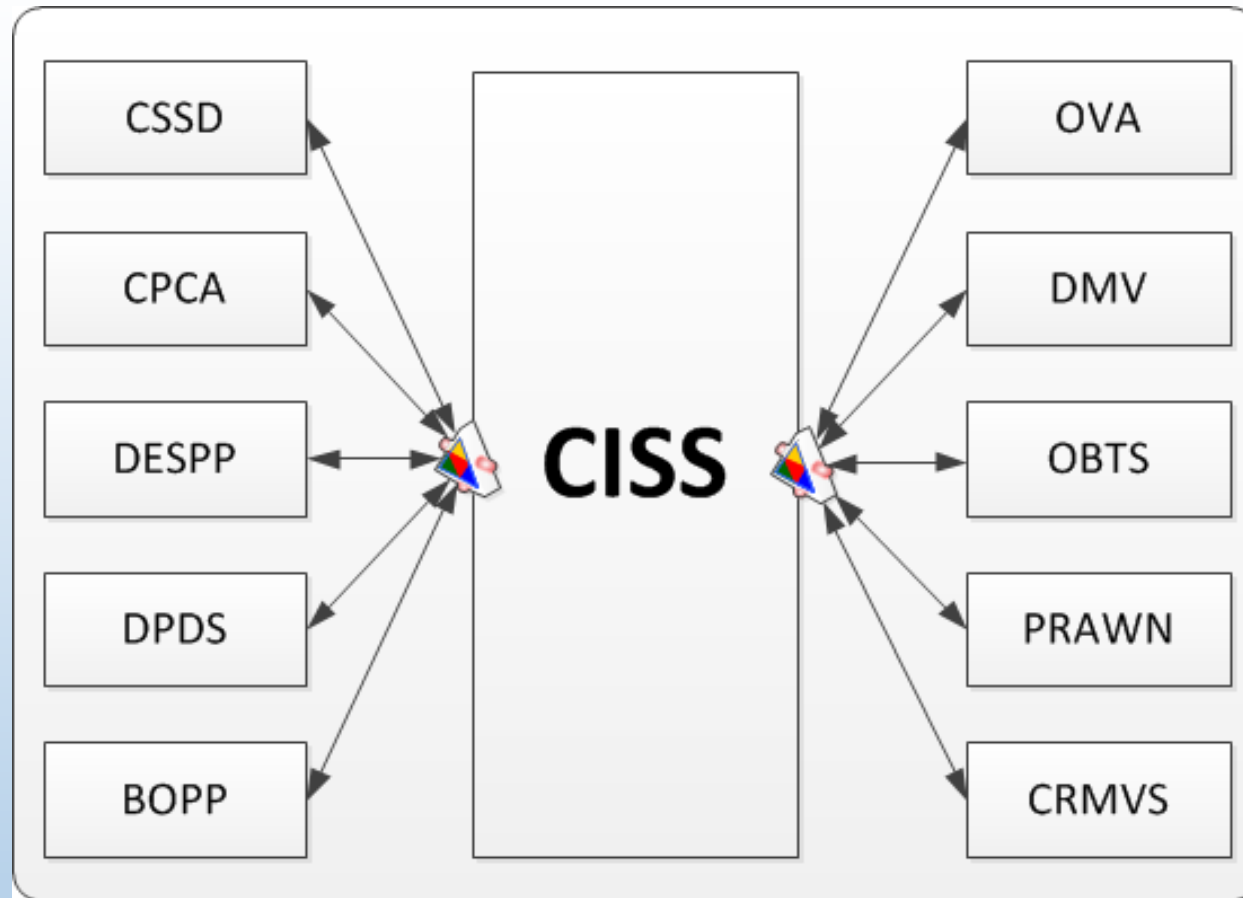 CSSD
CPCA
DESPP
DPDS
BOPP
CISS
OVA
DMV
OBTS
PRAWN
CRMVS